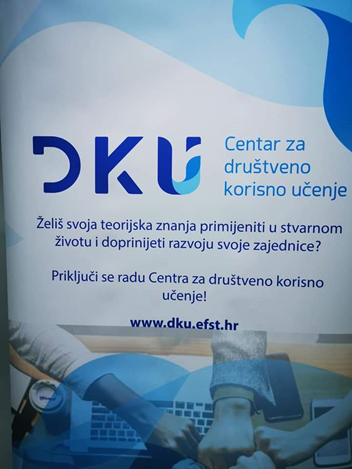 DKU
Centar za
društveno
korisno učenje
Želiš svoja teorijska znanja primijeniti u stvarnom
životu i doprinijeti razvoju svoje zajednice?
Priključi se radu Centra za društveno korisno
učenje!
www.dku.efst.hr